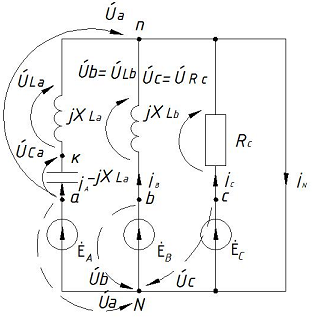 Úa
n
ÚLa
Úb= ÚLb
Úc= ÚRc
jXLa
jXLb
Rc
ÚCa
к
-jXLa
İA
İB
İC
İN
a
b
c
ĖA
ĖB
ĖC
Úb
Úc
Úa
N